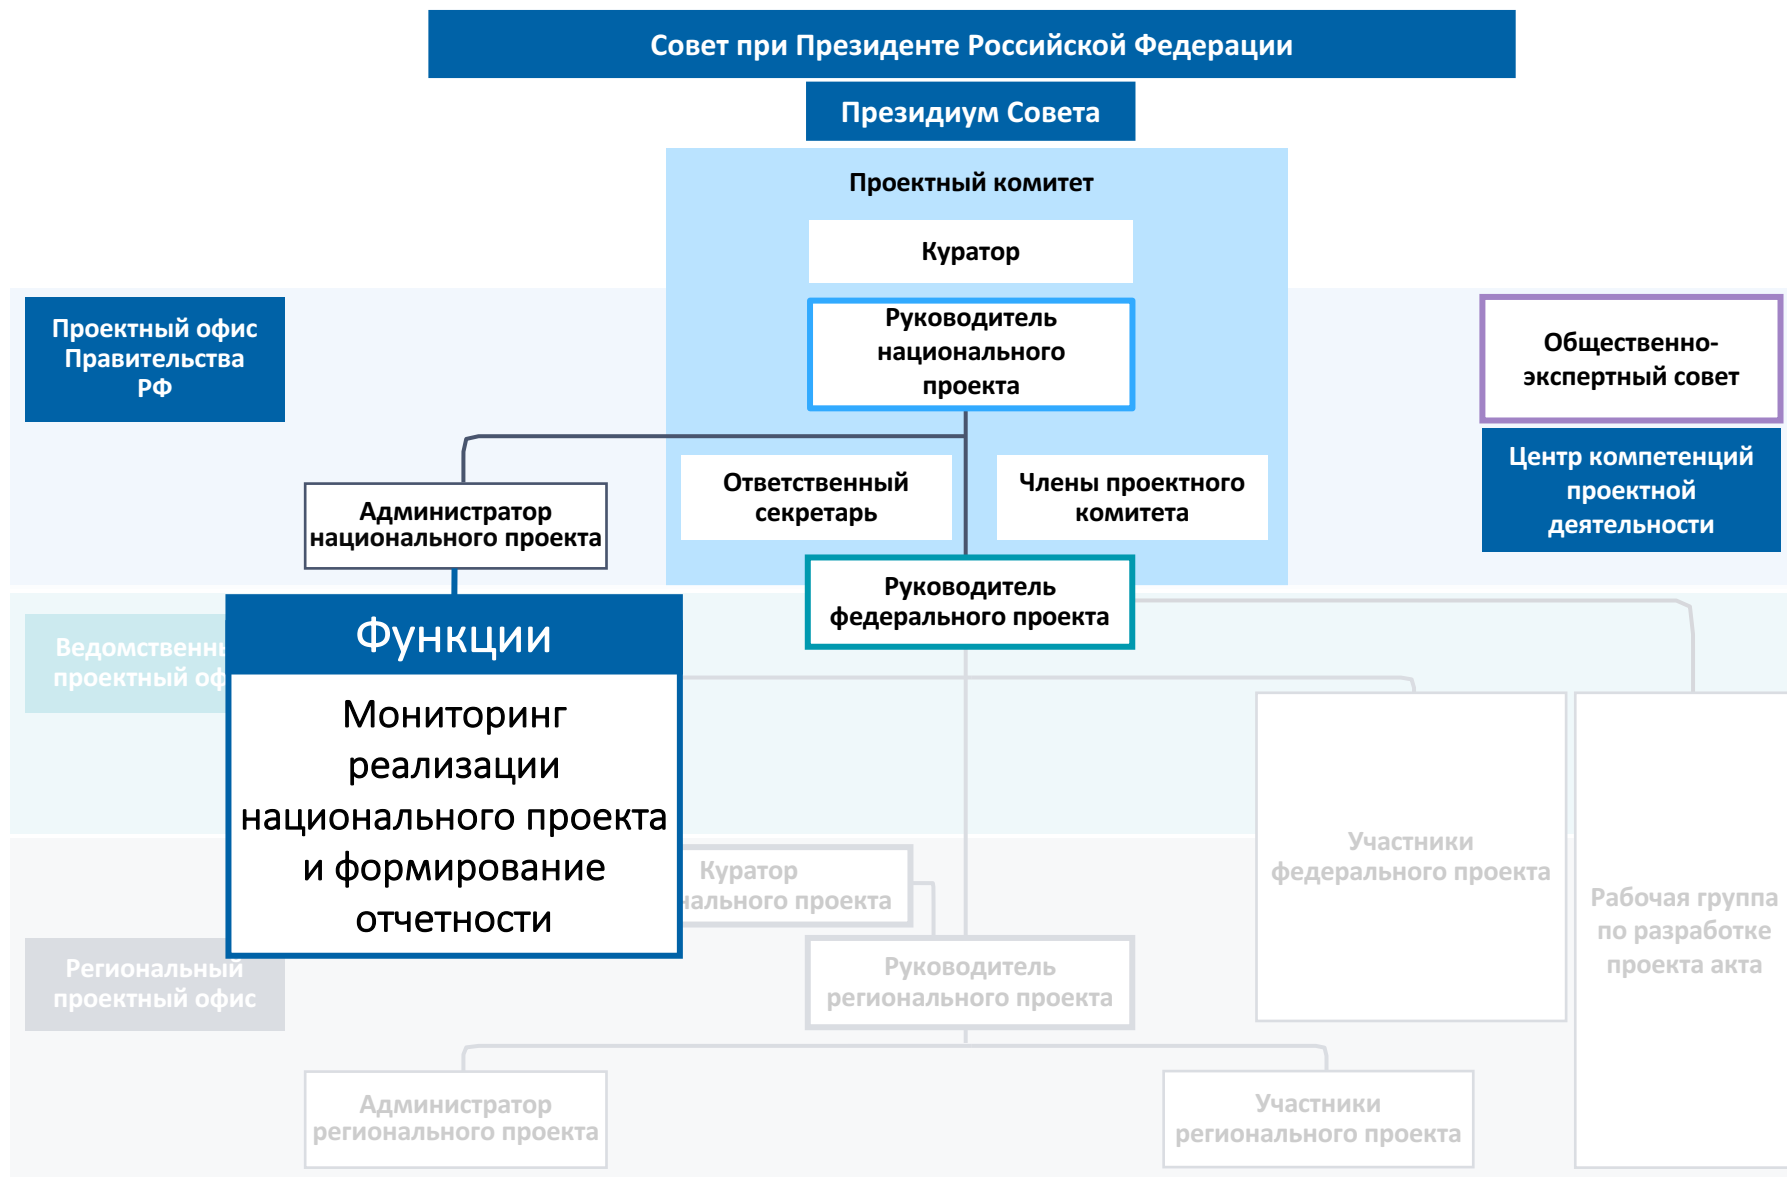 Совет при Президенте Российской Федерации
Президиум Совета
Проектный комитет
Куратор
Руководитель
национального
проекта
Проектный офис
Правительства
РФ
Общественно-
экспертный совет
Центр компетенций
проектной
деятельности
Ответственный
секретарь
Члены проектного
комитета
Администратор
национального проекта
Руководитель
федерального проекта
Функции
Мониторинг
реализации
национального проекта
и формирование
отчетности
проектный
Участники
федерального проекта
Рабочая группа
по разработке
проекта акта
Куратор
проекта
Региональный
проектный офис
Руководитель
регионального проекта
Администратор
регионального проекта
Участники
регионального проекта